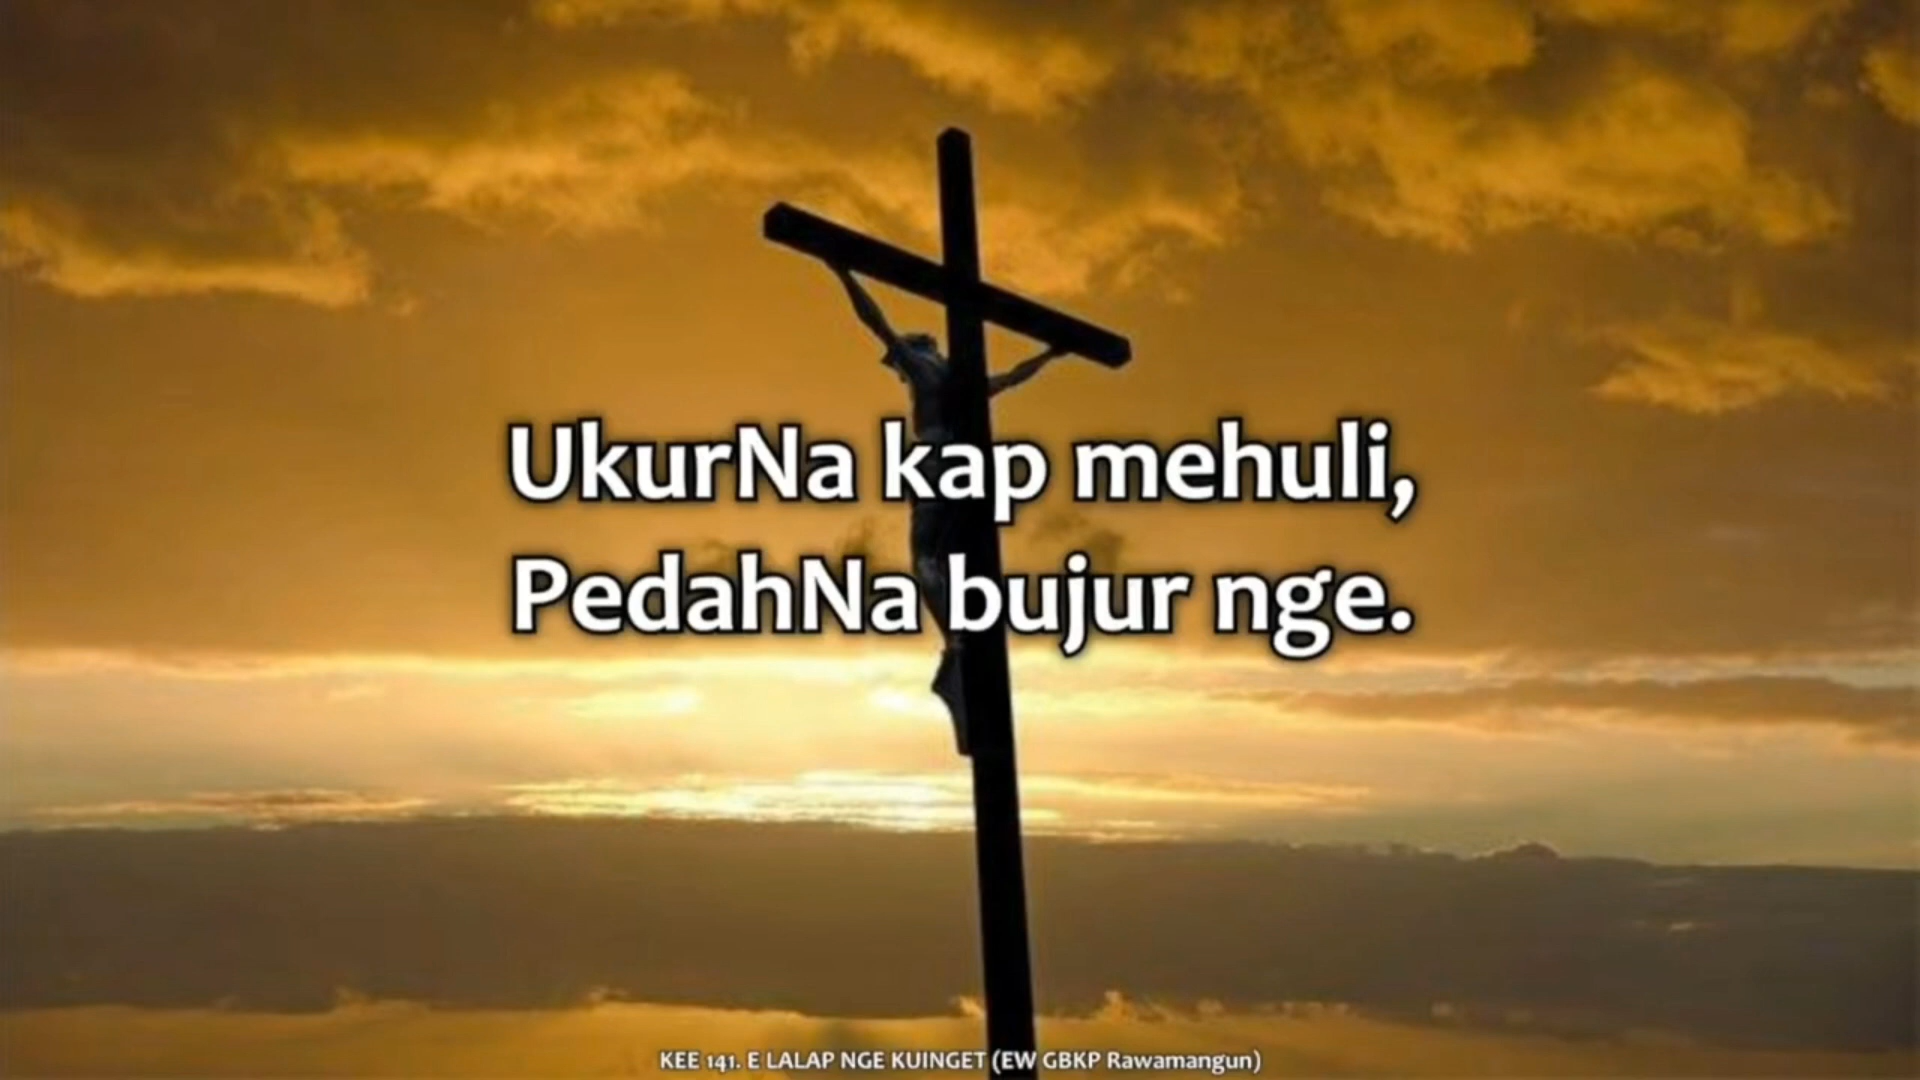 UkurNa kap mehuli,
PedahNa bujur nge.
KEE 141. E LALAP NGE KUINGET (EW GBKP Rawamangun)